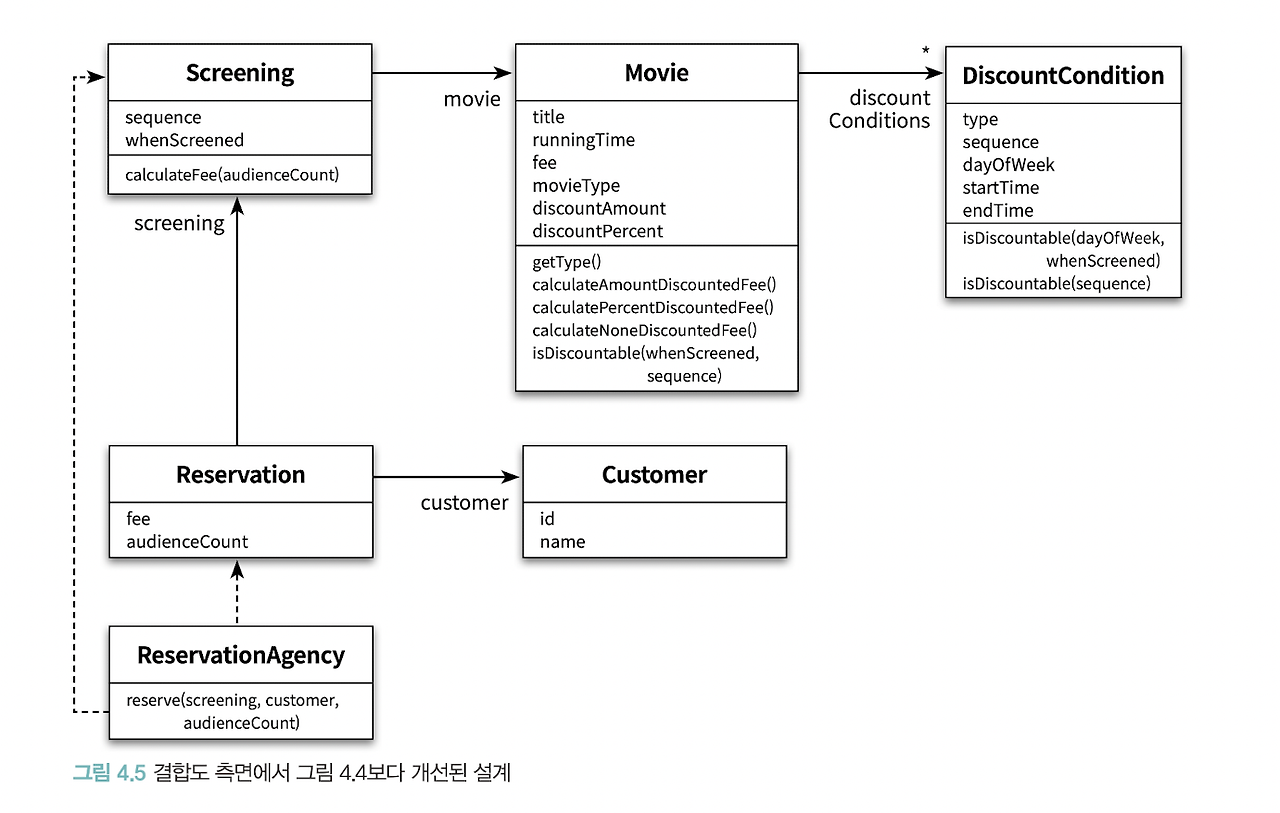 Screening
sequence
whenScreened
calculateFee(audienceCount)
movie
Movie
title
runningTime
fee
movieType
discountAmount
discountPercent
getType()
calculateAmountDiscountedFee()
calculatePercentDiscountedFee()
calculateNoneDiscountedFee()
isDiscountable(whenScreened,
sequence)
*
discount
Conditions
DiscountCondition
type
sequence
dayOfWeek
startTime
endTime
isDiscountable(dayOfWeek,
whenScreened)
isDiscountable(sequence)
screening
Reservation
fee
audienceCount
customer
Customer
id
name
ReservationAgency
reserve(screening, customer,
audienceCount)
그림 4.5 결합도 측면에서 그림 4.4보다 개선된 설계